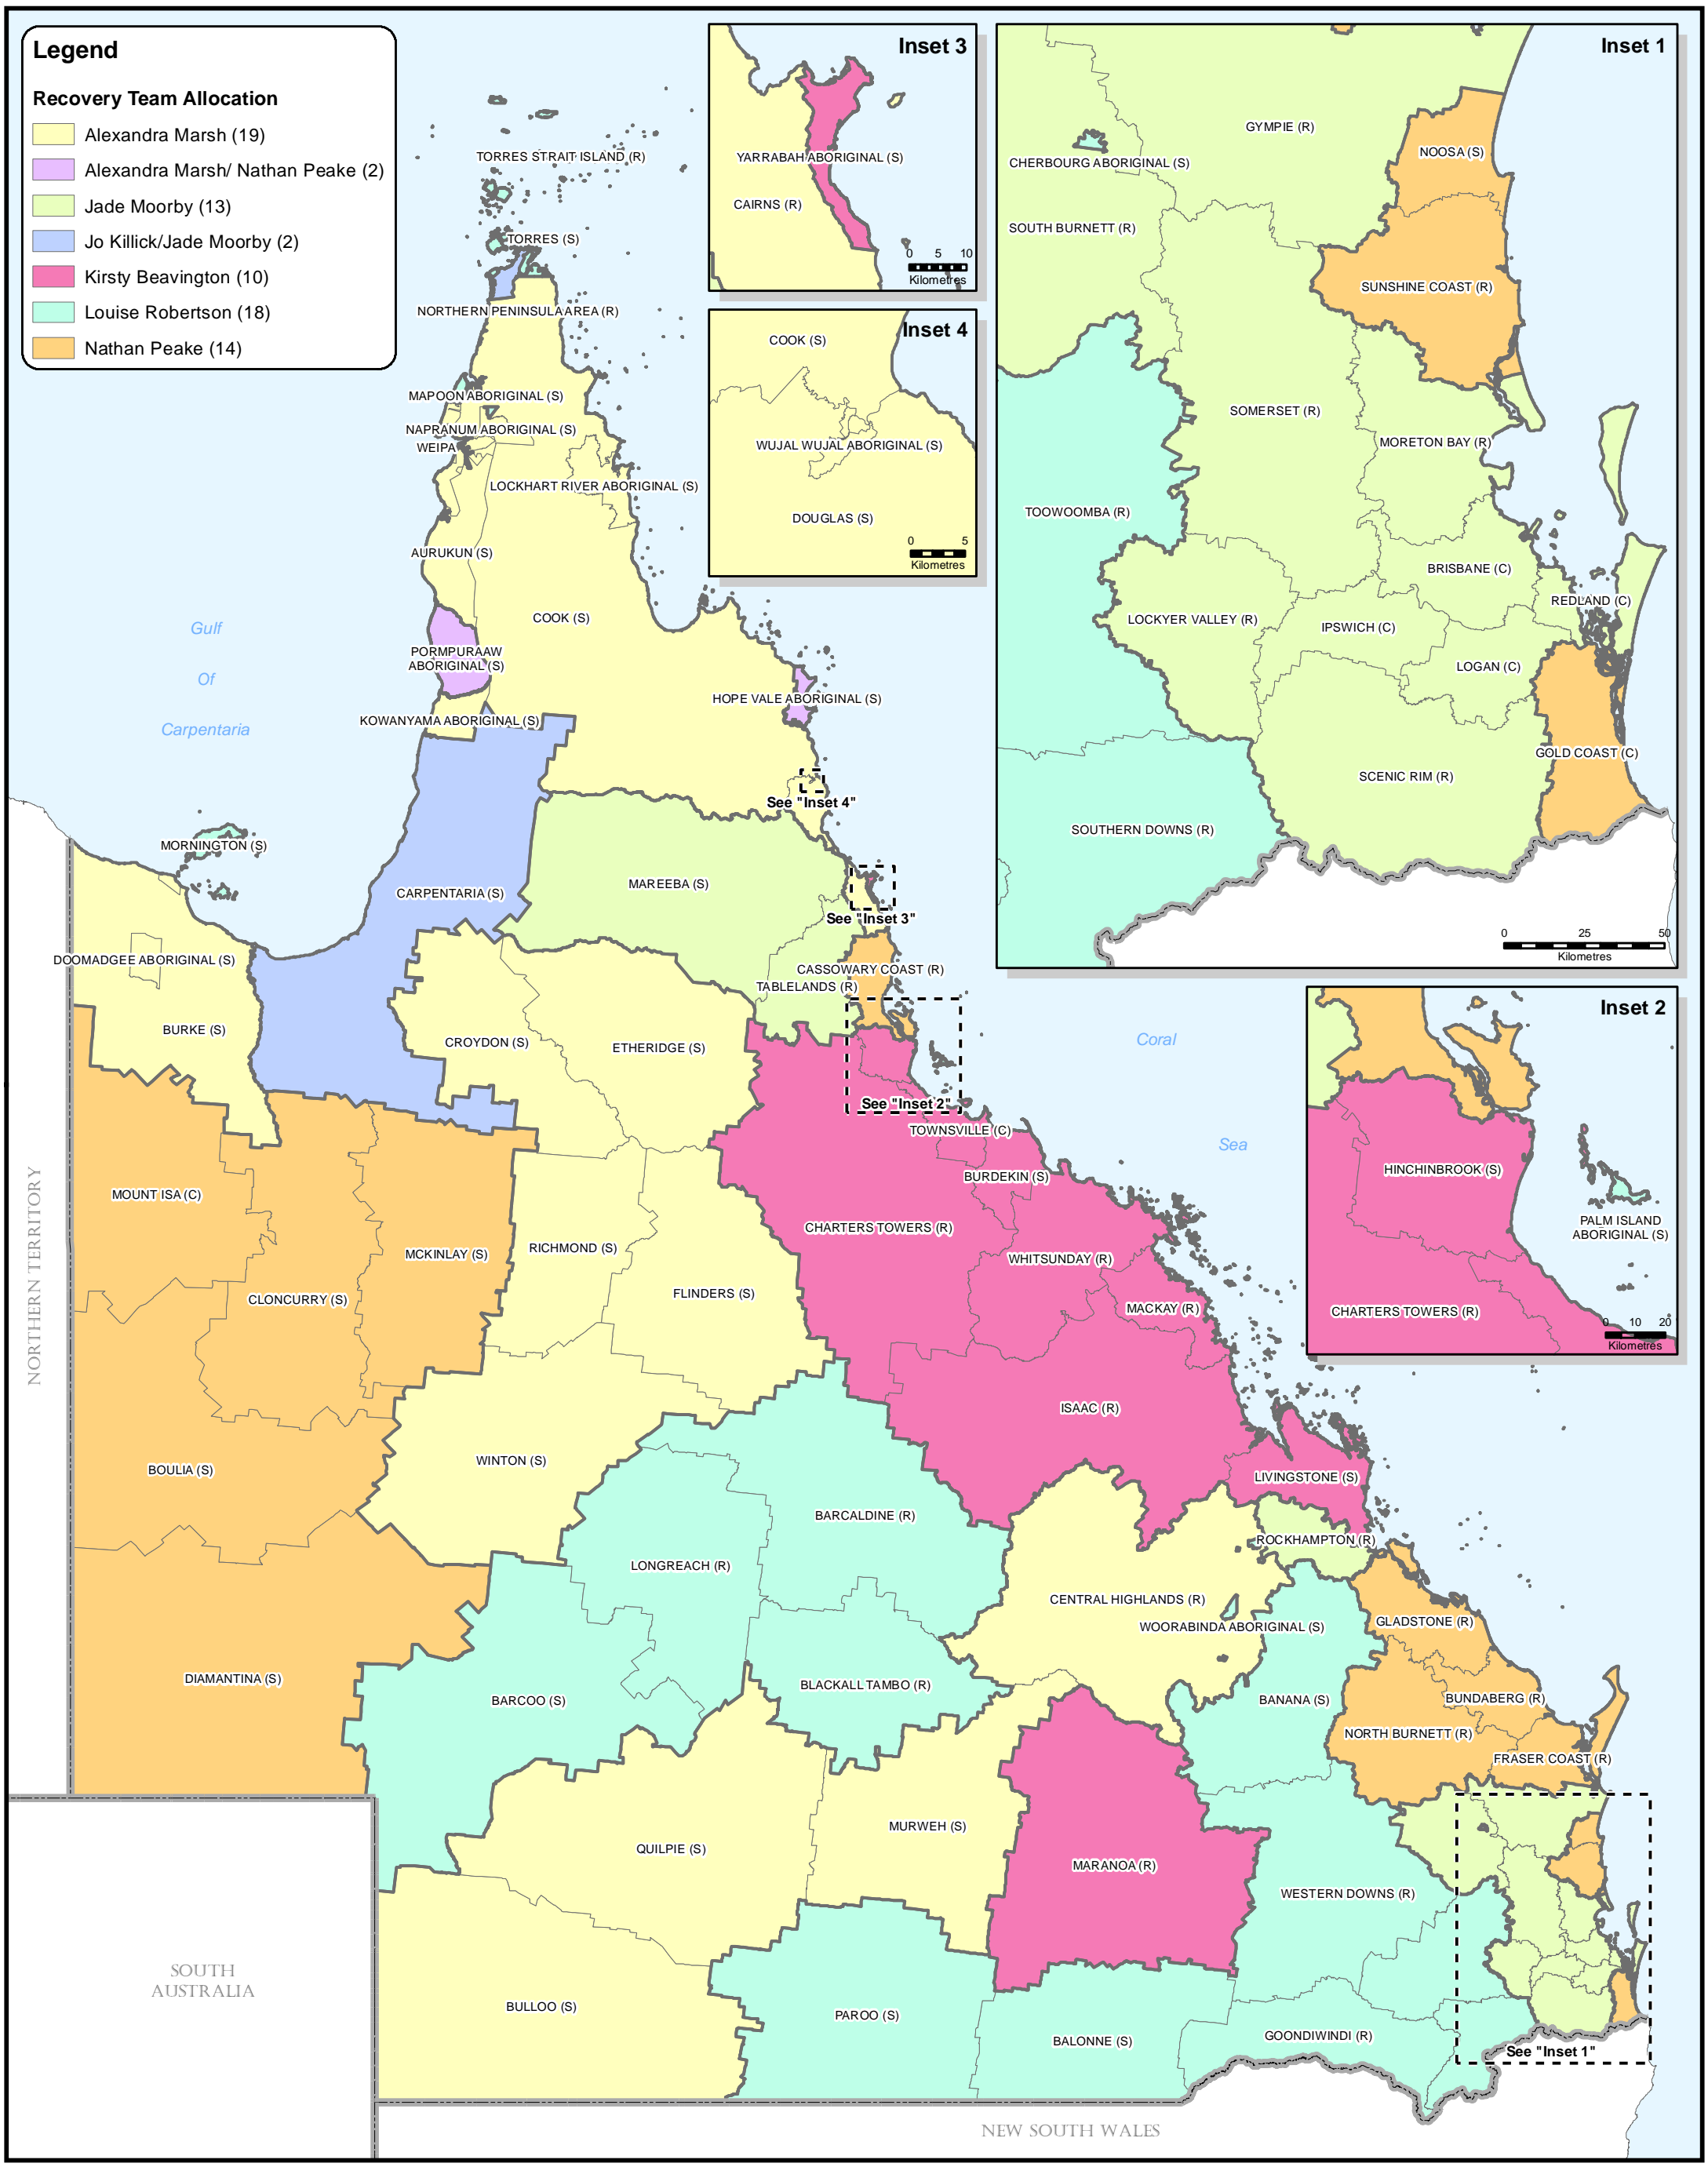 Legend
Recovery Team Allocation
Alexandra Marsh (19)
Alexandra Marsh/ Nathan Peake (2)
Jade Moorby (13)
Jo Killick/Jade Moorby (2)
Kirsty Beavington (10)
Louise Robertson (18)
Nathan Peake (14)
Inset 3
YARRABAH ABORIGINAL (S)
CAIRNS (R)
0 5 10
Kilometres
Inset 4
COOK (S)
WUJAL WUJAL ABORIGINAL (S)
DOUGLAS (S)
0 5
Kilometres
Inset 1
GYMPIE (R)
NOOSA (S)
CHERBOURG ABORIGINAL (S)
SOUTH BURNETT (R)
SUNSHINE COAST (R)
SOMERSET (R)
MORETON BAY (R)
TOOWOOMBA (R)
BRISBANE (C)
REDLAND (C)
LOCKYER VALLEY (R)
IPSWICH (C)
LOGAN (C)
GOLD COAST (C)
SCENIC RIM (R)
SOUTHERN DOWNS (R)
0 25 50
Kilometres
Inset 2
HINCHINBROOK (S)
PALM ISLAND
ABORIGINAL (S)
CHARTERS TOWERS (R)
0 10 20
Kilometres
TORRES STRAIT ISLAND (R)
TORRES (S)
NORTHERN PENINSULA AREA (R)
MAPOON ABORIGINAL (S)
NAPRANUM ABORIGINAL (S)
WEIPA
LOCKHART RIVER ABORIGINAL (S)
AURUKUN (S)
COOK (S)
Gulf
Of
Carpentaria
PORMPURAAW
ABORIGINAL (S)
HOPE VALE ABORIGINAL (S)
KOWANYAMA ABORIGINAL (S)
See "Inset 4"
MORNINGTON (S)
CARPENTARIA (S)
MAREEBA (S)
See "Inset 3"
DOOMADGEE ABORIGINAL (S)
CASSOWARY COAST (R)
TABLELANDS (R)
BURKE (S)
CROYDON (S)
ETHERIDGE (S)
Coral
Sea
See "Inset 2"
TOWNSVILLE (C)
BURDEKIN (S)
NORTHERN TERRITORY
MOUNT ISA (C)
CHARTERS TOWERS (R)
MCKINLAY (S)
RICHMOND (S)
WHITSUNDAY (R)
CLONCURRY (S)
FLINDERS (S)
MACKAY (R)
ISAAC (R)
BOULIA (S)
WINTON (S)
LIVINGSTONE (S)
BARCALDINE (R)
ROCKHAMPTON (R)
LONGREACH (R)
CENTRAL HIGHLANDS (R)
WOORABINDA ABORIGINAL (S)
GLADSTONE (R)
DIAMANTINA (S)
BARCOO (S)
BLACKALL TAMBO (R)
BANANA (S)
BUNDABERG (R)
NORTH BURNETT (R)
FRASER COAST (R)
QUILPIE (S)
MURWEH (S)
MARANOA (R)
WESTERN DOWNS (R)
SOUTH
AUSTRALIA
BULLOO (S)
PAROO (S)
BALONNE (S)
GOONDIWINDI (R)
See "Inset 1"
NEW SOUTH WALES